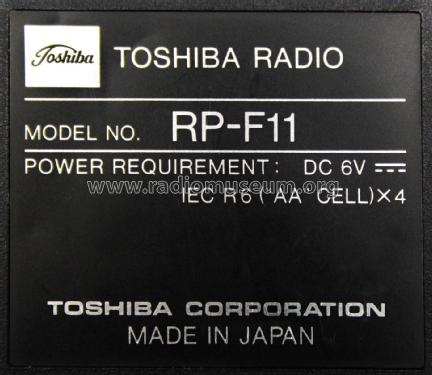 Toshiba TOSHIBA RADIO
MODEL NO. RP-F11
POWER REQUIREMENT: DC 6V ⎓
www.radiomuseum.org
IEC R6 ('AA' CELL)×4
TOSHIBA CORPORATION
MADE IN JAPAN